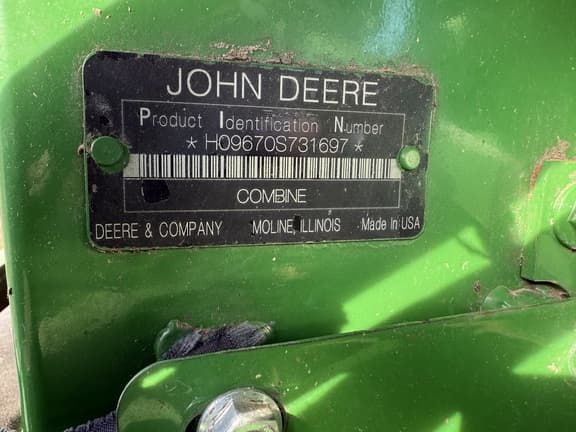 JOHN DEERE
Product Identification Number
* H09670S731697 *
COMBINE
DEERE & COMPANY MOLINE, ILLINOIS Made In USA